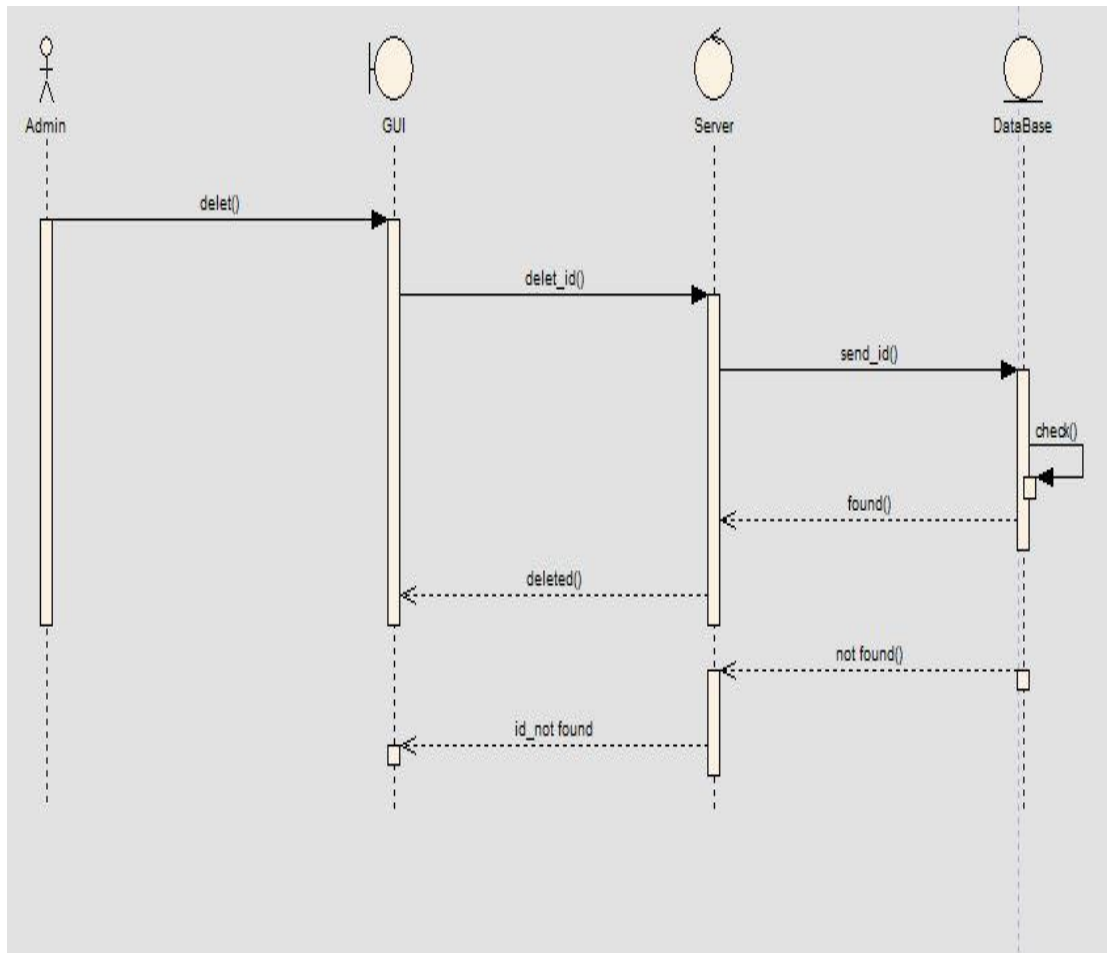 Admin
GUI
Server
DataBase
delet()
delet_id()
send_id()
check()
found()
deleted()
not found()
id_not found